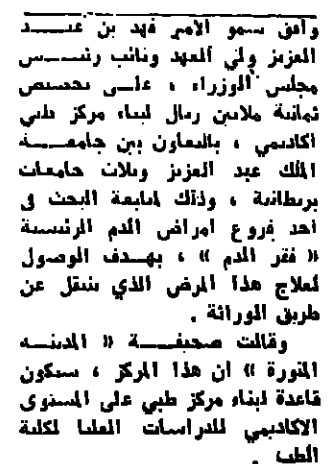 وافق سمو الامير فهد بن عبد
العزيز ولي العهد ونائب رئيس
مجلس الوزراء ، على تخصيص
ثمانية ملايين ريال لبناء مركز طبي
اكاديمي ، بالتعاون بين جامعة
الملك عبد العزيز وثلاث جامعات
بريطانية ، وذلك لمتابعة البحث في
احد فروع امراض الدم الرئيسية
« فقر الدم » ، بهدف الوصول
لعلاج هذا المرض الذي ينتقل عن
طريق الوراثة .
وقالت صحيفة « المدينه
المنورة » ان هذا المركز ، سيكون
قاعدة لبناء مركز طبي على المستوى
الاكاديمي للدراسات العليا لكلية
الطب .